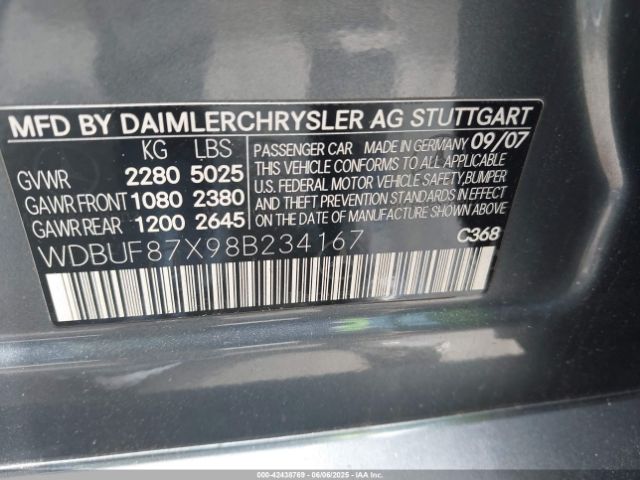 MFD BY DAIMLERCHRYSLER AG STUTTGART
KG LBS
GVWR 2280 5025
GAWR FRONT 1080 2380
GAWR REAR 1200 2645
PASSENGER CAR MADE IN GERMANY 09/07
THIS VEHICLE CONFORMS TO ALL APPLICABLE
U.S. FEDERAL MOTOR VEHICLE SAFETY, BUMPER
AND THEFT PREVENTION STANDARDS IN EFFECT
ON THE DATE OF MANUFACTURE SHOWN ABOVE.
WDBUF87X98B234167
C368
000-42438769 - 06/06/2025 - IAA Inc.